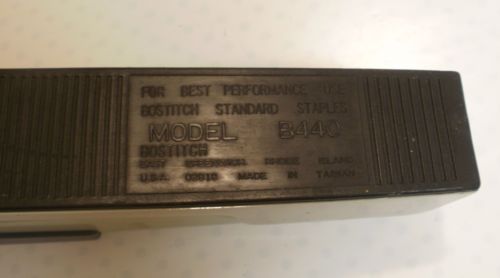 FOR BEST PERFORMANCE USE
BOSTITCH STANDARD STAPLES
MODEL B440
BOSTITCH
EAST GREENWICH RHODE ISLAND
U.S.A. 02818 MADE IN TAIWAN